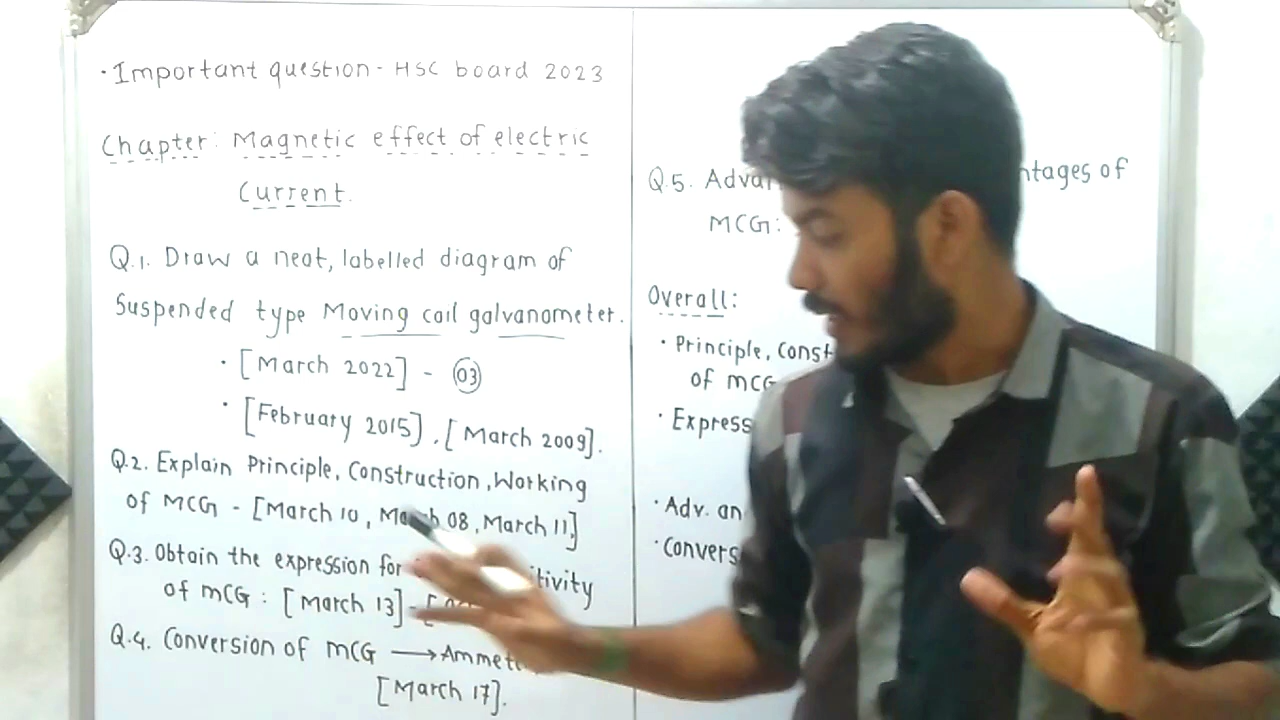 · Important question - HSC board 2023
Chapter: Magnetic effect of electric
Current.
Q.1. Draw a neat, labelled diagram of
Suspended type Moving coil galvanometer.
· [March 2022] - 03
· [February 2015], [March 2009].
Q.2. Explain Principle, Construction, Working
of MCG - [March 10, March 08, March 11]
Q.3. Obtain the expression for
of MCG : [March 13] -
Q.4. Conversion of MCG → Ammet
[March 17].
Q.5. Advan ntages of
MCG:
Overall:
· Principle, Const
of MCG
· Express
· Adv. an
· Convers